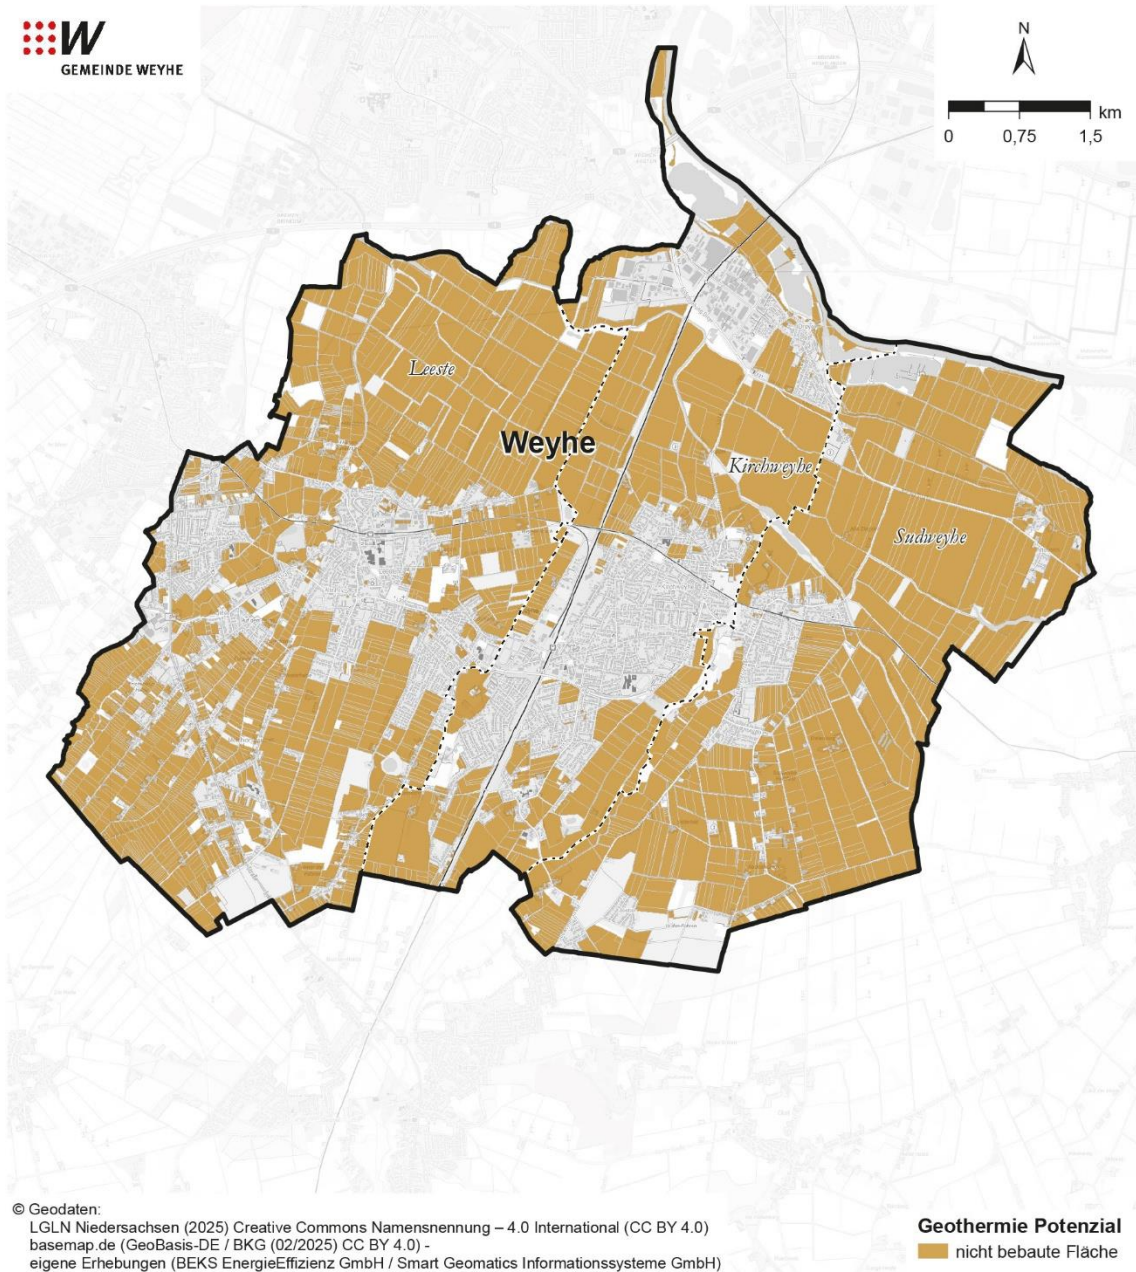 W
GEMEINDE WEYHE
N
km
0 0,75 1,5
Leeste
Weyhe
Kirchweyhe
Sudweyhe
© Geodaten:
LGLN Niedersachsen (2025) Creative Commons Namensnennung – 4.0 International (CC BY 4.0)
basemap.de (GeoBasis-DE / BKG (02/2025) CC BY 4.0) -
eigene Erhebungen (BEKS EnergieEffizienz GmbH / Smart Geomatics Informationssysteme GmbH)
Geothermie Potenzial
nicht bebaute Fläche